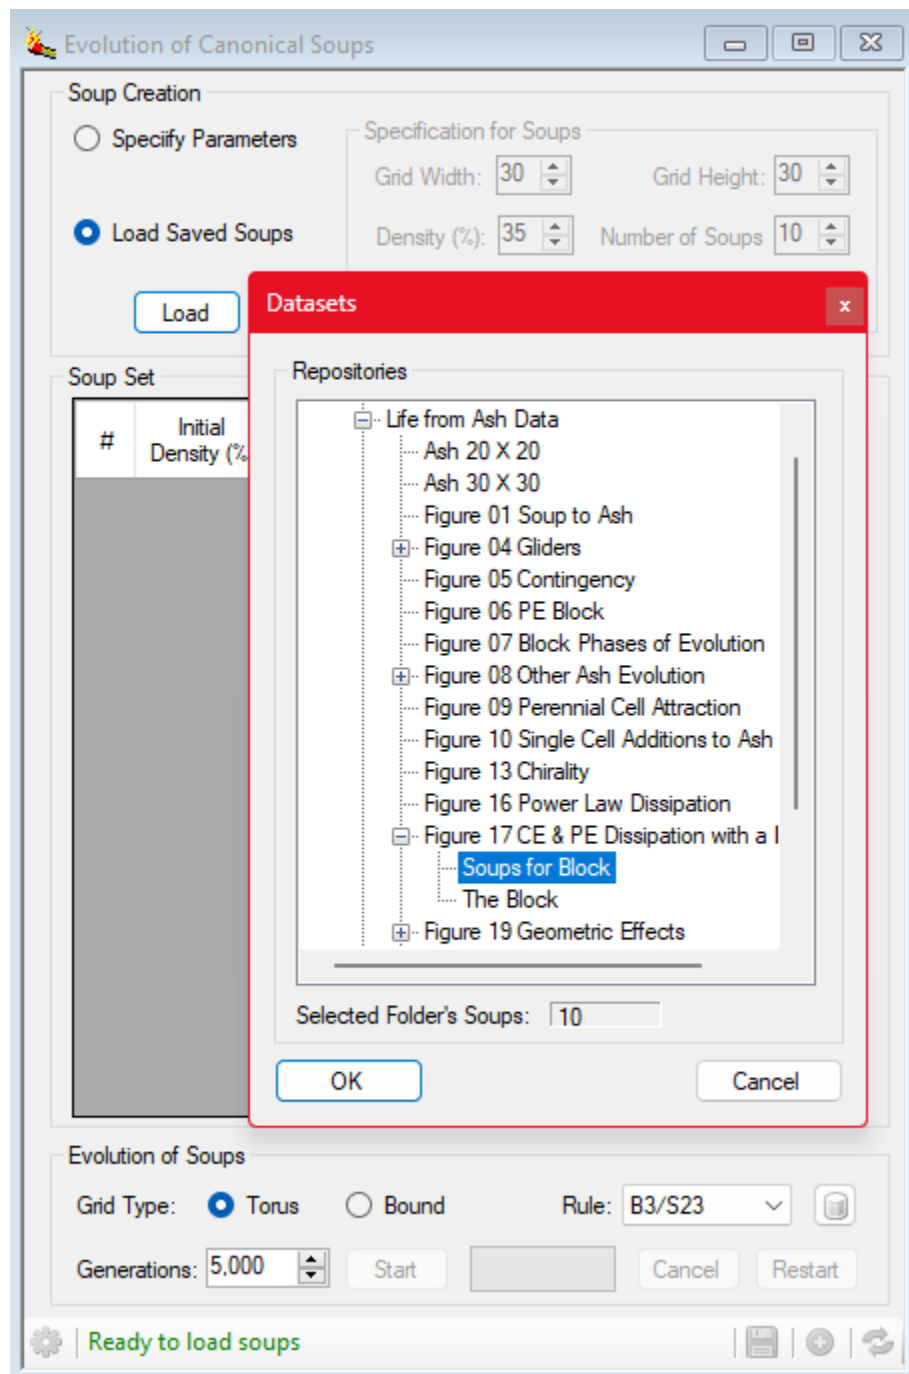 Evolution of Canonical Soups
Soup Creation
Speciify Parameters
Specification for Soups
Grid Width: 30
Grid Height: 30
Load Saved Soups
Density (%): 35
Number of Soups 10
Load
Datasets
x
Repositories
Life from Ash Data
Ash 20 X 20
Ash 30 X 30
Figure 01 Soup to Ash
Figure 04 Gliders
Figure 05 Contingency
Figure 06 PE Block
Figure 07 Block Phases of Evolution
Figure 08 Other Ash Evolution
Figure 09 Perennial Cell Attraction
Figure 10 Single Cell Additions to Ash
Figure 13 Chirality
Figure 16 Power Law Dissipation
Figure 17 CE & PE Dissipation with a
Soups for Block
The Block
Figure 19 Geometric Effects
Selected Folder's Soups: 10
OK
Cancel
Soup Set
#
Initial
Density (%
Evolution of Soups
Grid Type: Torus Bound
Rule: B3/S23
Generations: 5,000
Start
Cancel
Restart
Ready to load soups